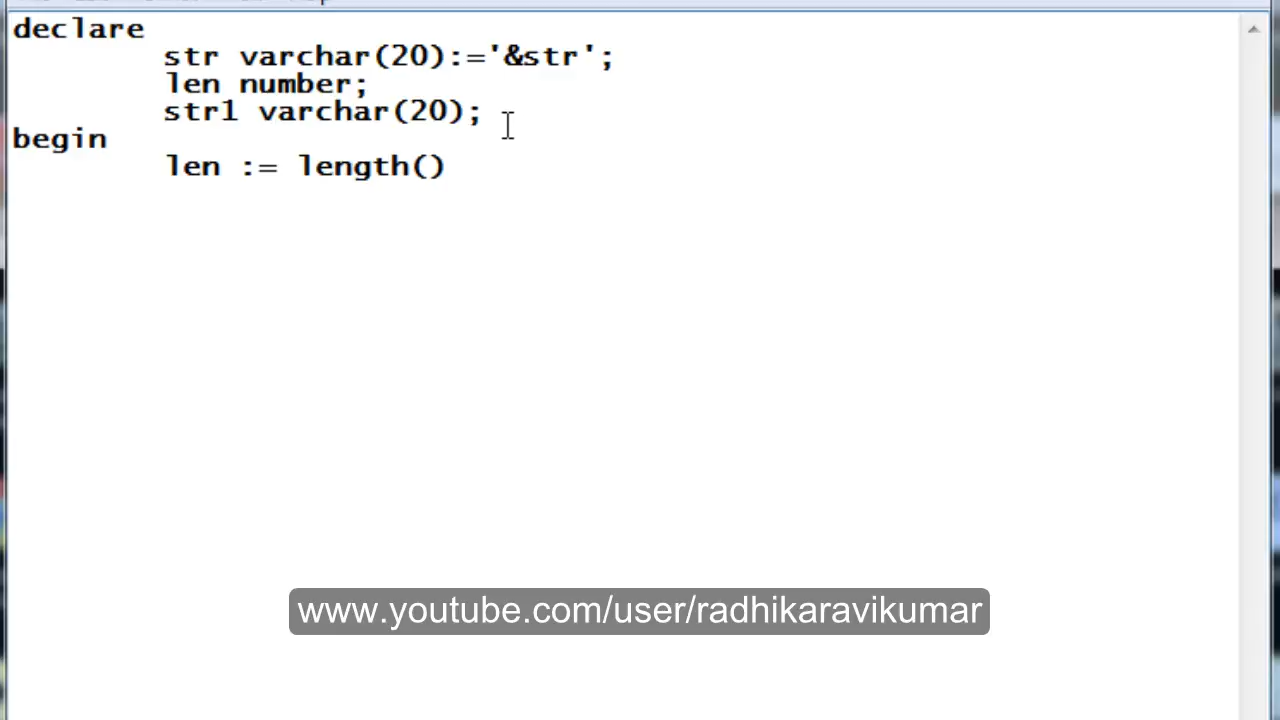 declare
str varchar(20):='&str';
len number;
str1 varchar(20);
begin
len := length()
www.youtube.com/user/radhikaravikumar